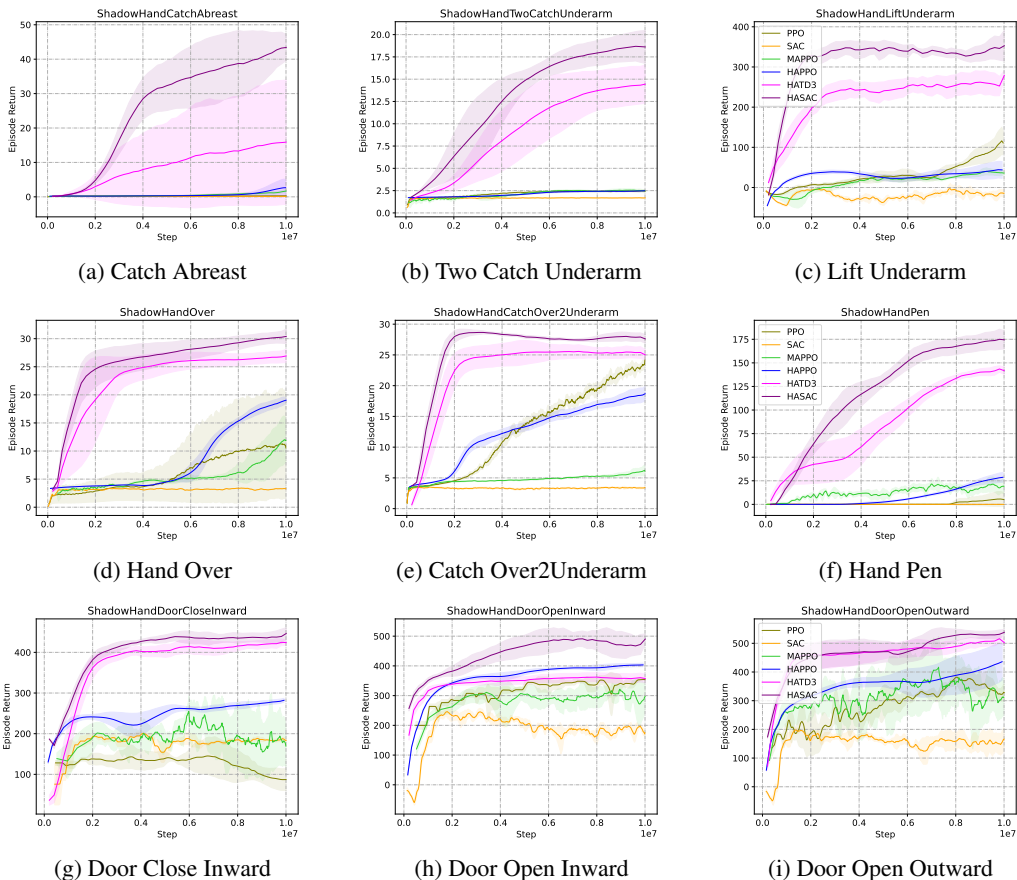 ShadowHandCatchAbreast
Episode Return
50
40
30
20
10
0
0.0 0.2 0.4 0.6 0.8 1.0
Step
1e7
(a) Catch Abreast
ShadowHandTwoCatchUnderarm
Episode Return
20.0
17.5
15.0
12.5
10.0
7.5
5.0
2.5
0.0
0.0 0.2 0.4 0.6 0.8 1.0
Step
1e7
(b) Two Catch Underarm
ShadowHandLiftUnderarm
Episode Return
400
300
200
100
0
PPO
SAC
MAPPO
HAPPO
HATD3
HASAC
0.0 0.2 0.4 0.6 0.8 1.0
Step
1e7
(c) Lift Underarm
ShadowHandOver
Episode Return
30
25
20
15
10
5
0
0.0 0.2 0.4 0.6 0.8 1.0
Step
1e7
(d) Hand Over
ShadowHandCatchOver2Underarm
Episode Return
30
25
20
15
10
5
0
0.0 0.2 0.4 0.6 0.8 1.0
Step
1e7
(e) Catch Over2Underarm
ShadowHandPen
Episode Return
175
150
125
100
75
50
25
0
PPO
SAC
MAPPO
HAPPO
HATD3
HASAC
0.0 0.2 0.4 0.6 0.8 1.0
Step
1e7
(f) Hand Pen
ShadowHandDoorCloseInward
Episode Return
400
300
200
100
0.0 0.2 0.4 0.6 0.8 1.0
Step
1e7
(g) Door Close Inward
ShadowHandDoorOpenInward
Episode Return
500
400
300
200
100
0
0.0 0.2 0.4 0.6 0.8 1.0
Step
1e7
(h) Door Open Inward
ShadowHandDoorOpenOutward
Episode Return
500
400
300
200
100
0
PPO
SAC
MAPPO
HAPPO
HATD3
HASAC
0.0 0.2 0.4 0.6 0.8 1.0
Step
1e7
(i) Door Open Outward